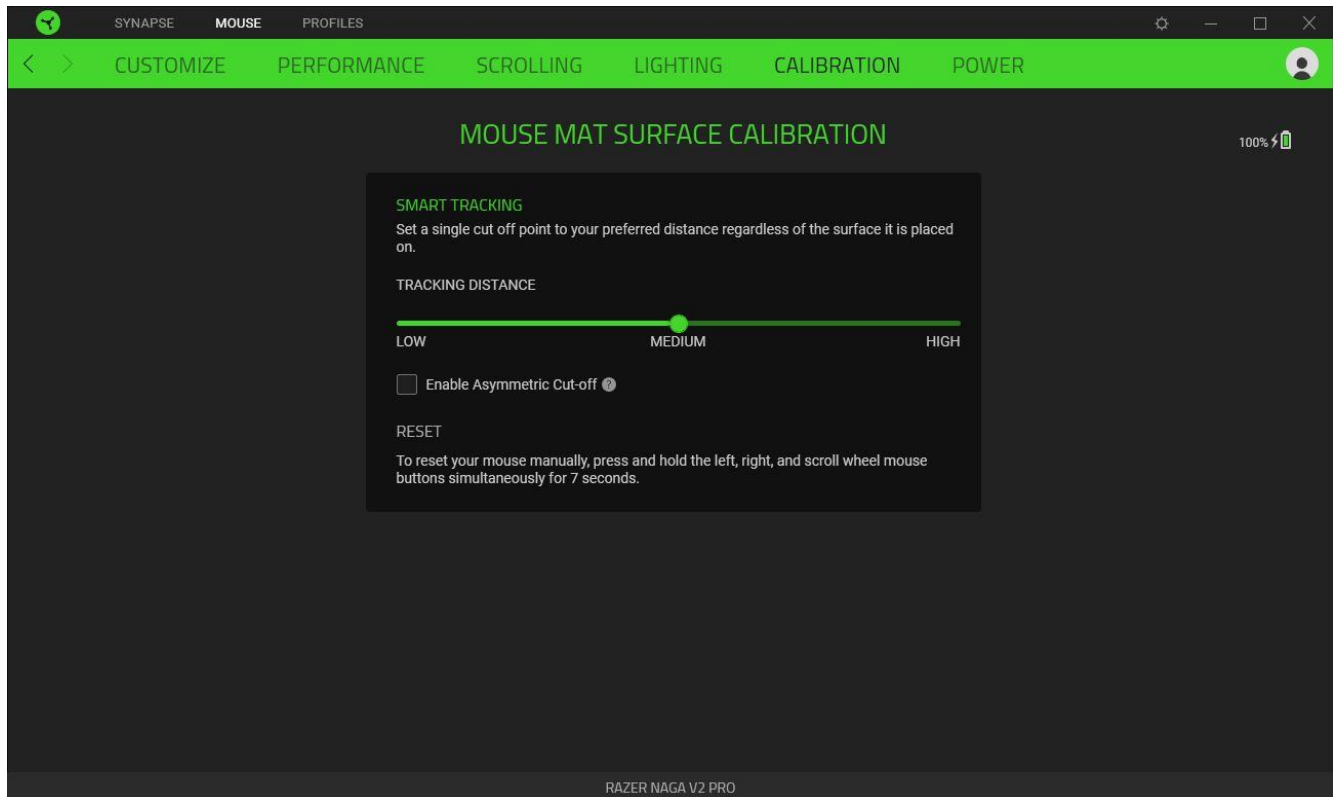 SYNAPSE MOUSE PROFILES
CUSTOMIZE PERFORMANCE SCROLLING LIGHTING CALIBRATION POWER
MOUSE MAT SURFACE CALIBRATION
100%
SMART TRACKING
Set a single cut off point to your preferred distance regardless of the surface it is placed
on.
TRACKING DISTANCE
LOW MEDIUM HIGH
Enable Asymmetric Cut-off ?
RESET
To reset your mouse manually, press and hold the left, right, and scroll wheel mouse
buttons simultaneously for 7 seconds.
RAZER NAGA V2 PRO